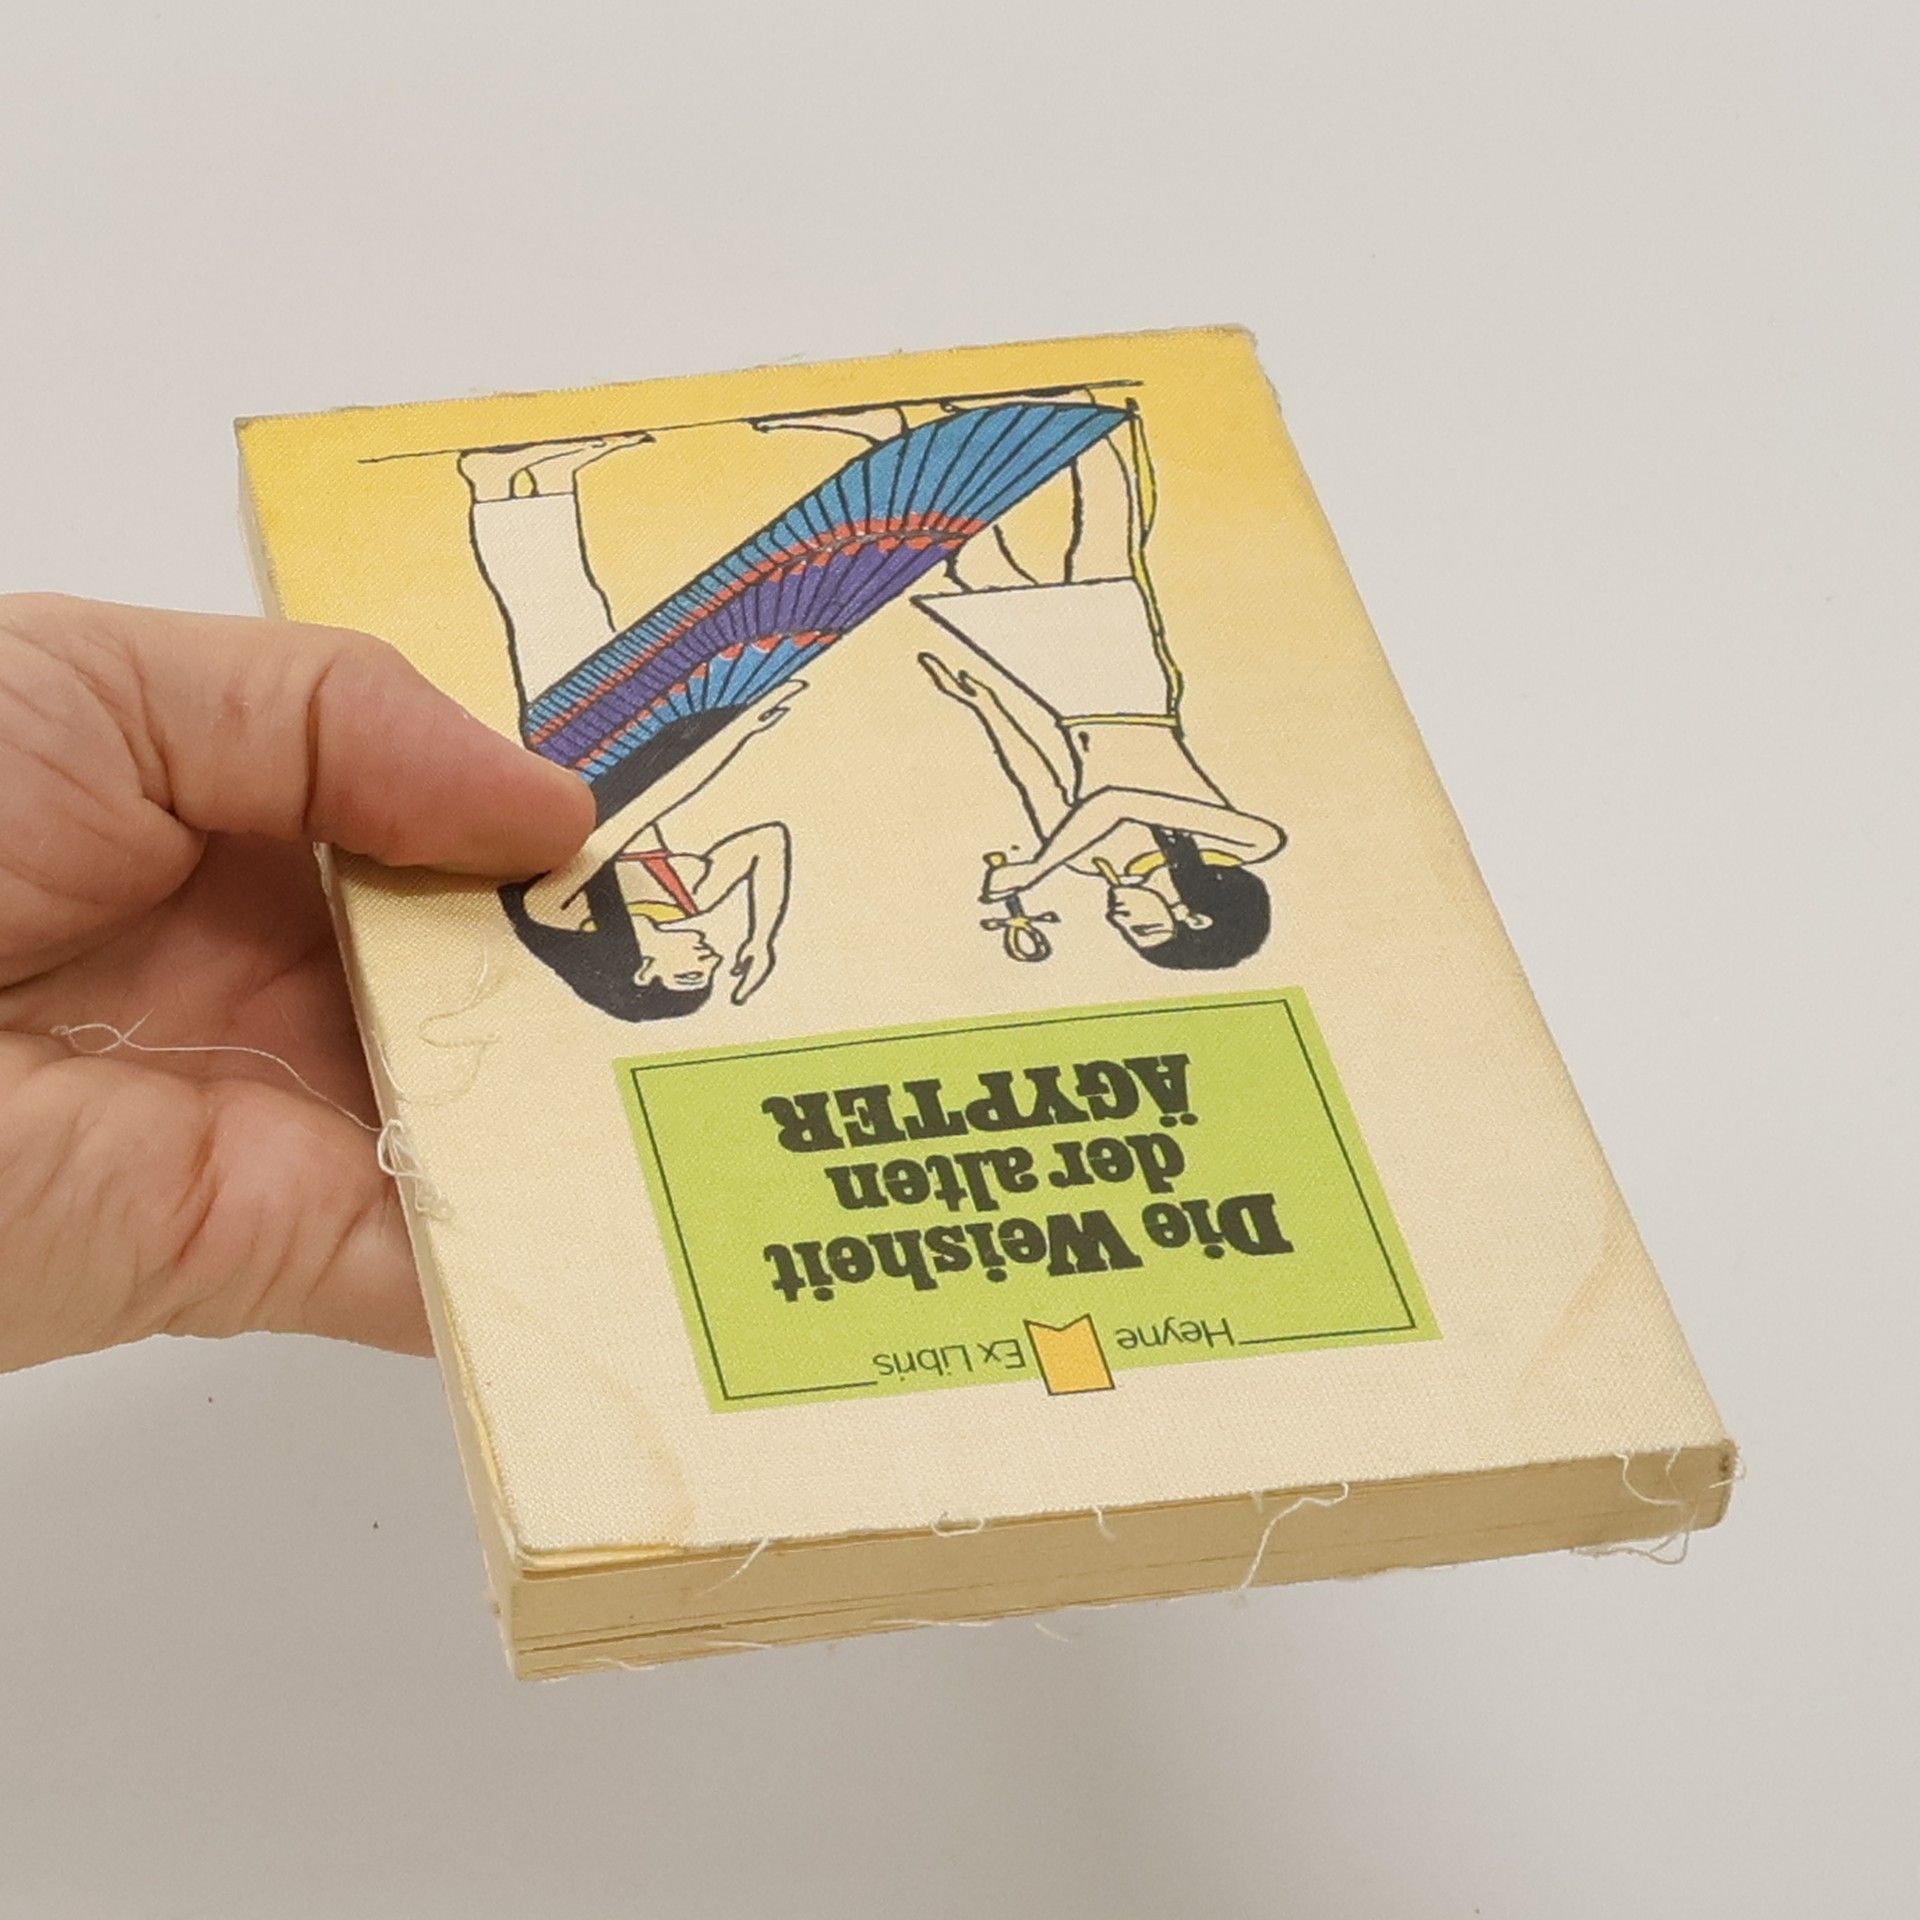 Heyne Ex Libris
Die Weisheit
der alten
ÄGYPTER